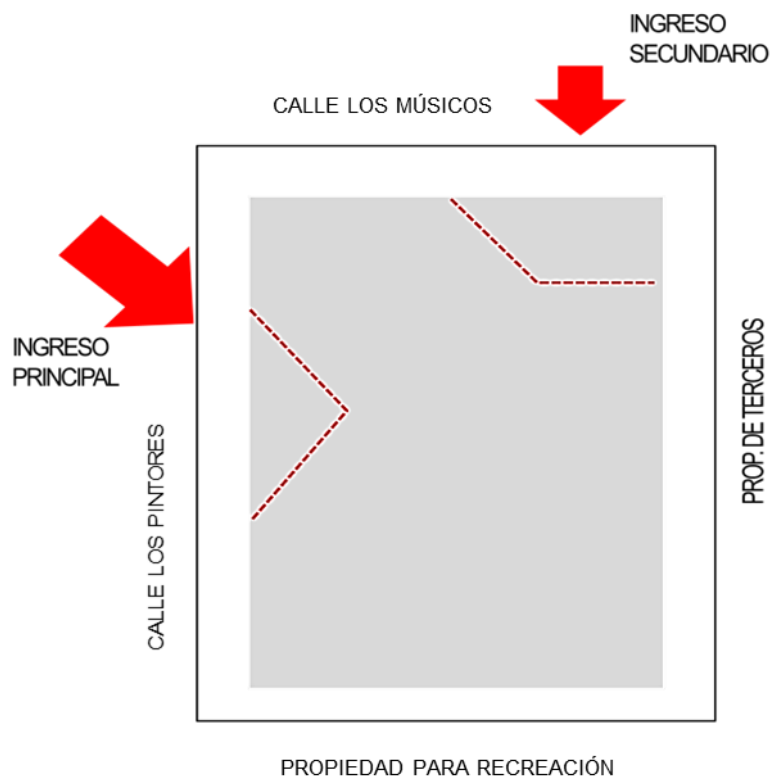 INGRESO
SECUNDARIO
CALLE LOS MÚSICOS
INGRESO
PRINCIPAL
CALLE LOS PINTORES
PROP. DE TERCEROS
PROPIEDAD PARA RECREACIÓN